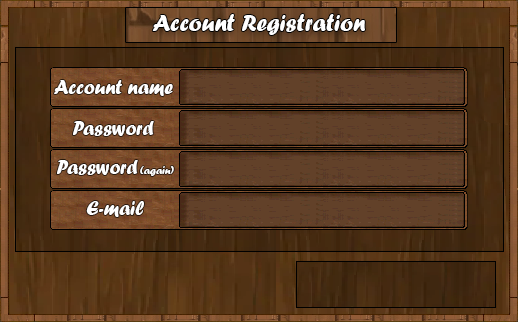 Account Registration
Account name
Password
Password (again)
E-mail